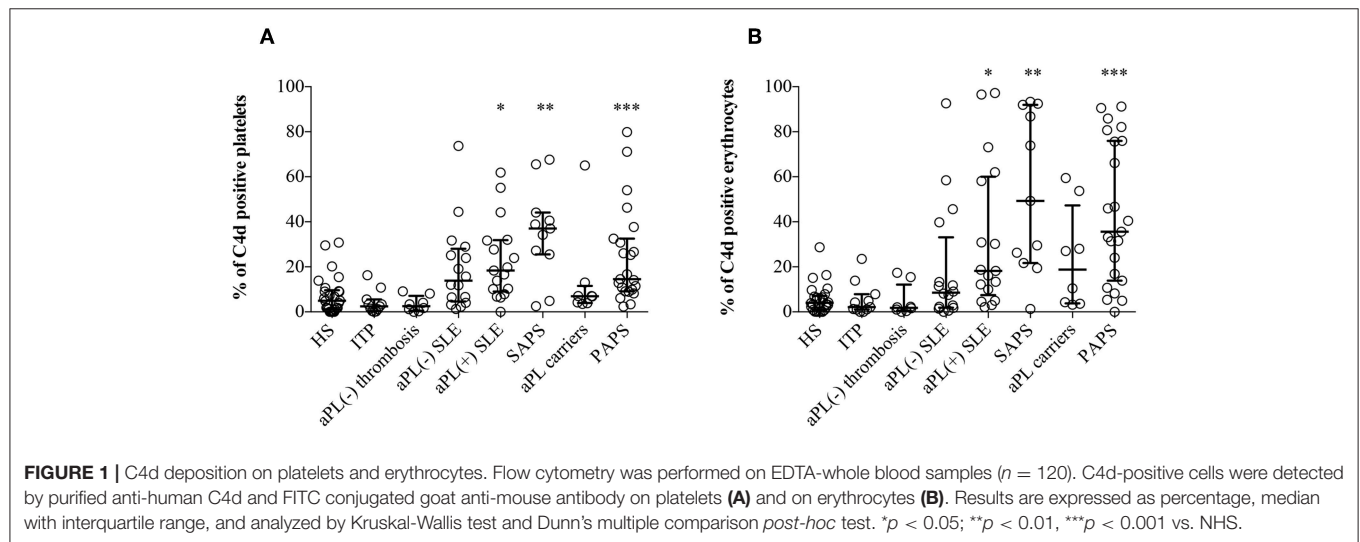 A
B
* ** ***
* ** ***
% of C4d positive platelets
100
80
60
40
20
0
HS
ITP
aPL(-) thrombosis
aPL(-) SLE
aPL(+) SLE
SAPS
aPL carriers
PAPS
% of C4d positive erythrocytes
100
80
60
40
20
0
HS
ITP
aPL(-) thrombosis
aPL(-) SLE
aPL(+) SLE
SAPS
aPL carriers
PAPS
FIGURE 1 | C4d deposition on platelets and erythrocytes. Flow cytometry was performed on EDTA-whole blood samples (n = 120). C4d-positive cells were detected
by purified anti-human C4d and FITC conjugated goat anti-mouse antibody on platelets (A) and on erythrocytes (B). Results are expressed as percentage, median
with interquartile range, and analyzed by Kruskal-Wallis test and Dunn's multiple comparison post-hoc test. *p < 0.05; **p < 0.01, ***p < 0.001 vs. NHS.